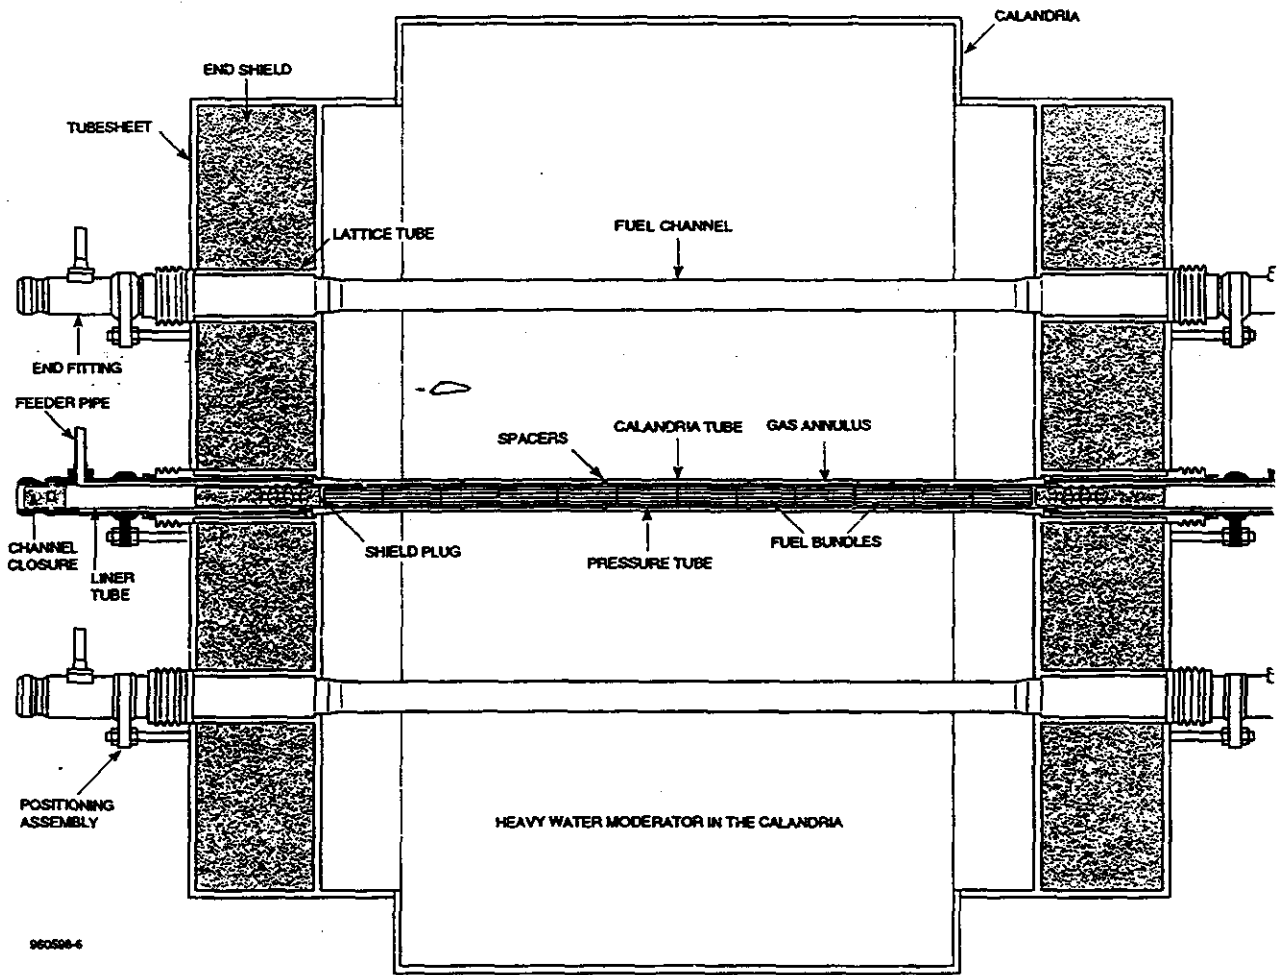 CALANDRIA
END SHIELD
TUBESHEET
LATTICE TUBE
FUEL CHANNEL
END FITTING
FEEDER PIPE
SPACERS
CALANDRIA TUBE
GAS ANNULUS
CHANNEL
CLOSURE
LINER
TUBE
SHIELD PLUG
PRESSURE TUBE
FUEL BUNDLES
POSITIONING
ASSEMBLY
HEAVY WATER MODERATOR IN THE CALANDRIA
960598-6